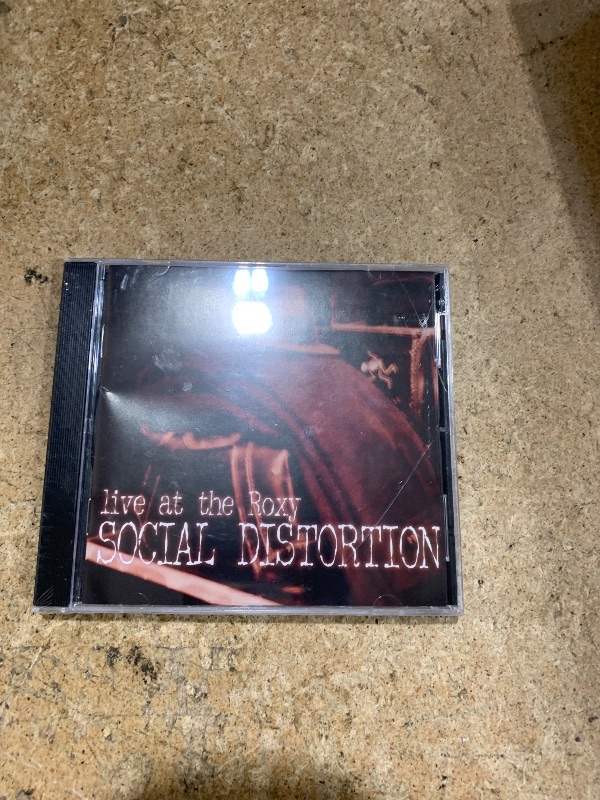 live at the Roxy
SOCIAL DISTORTION